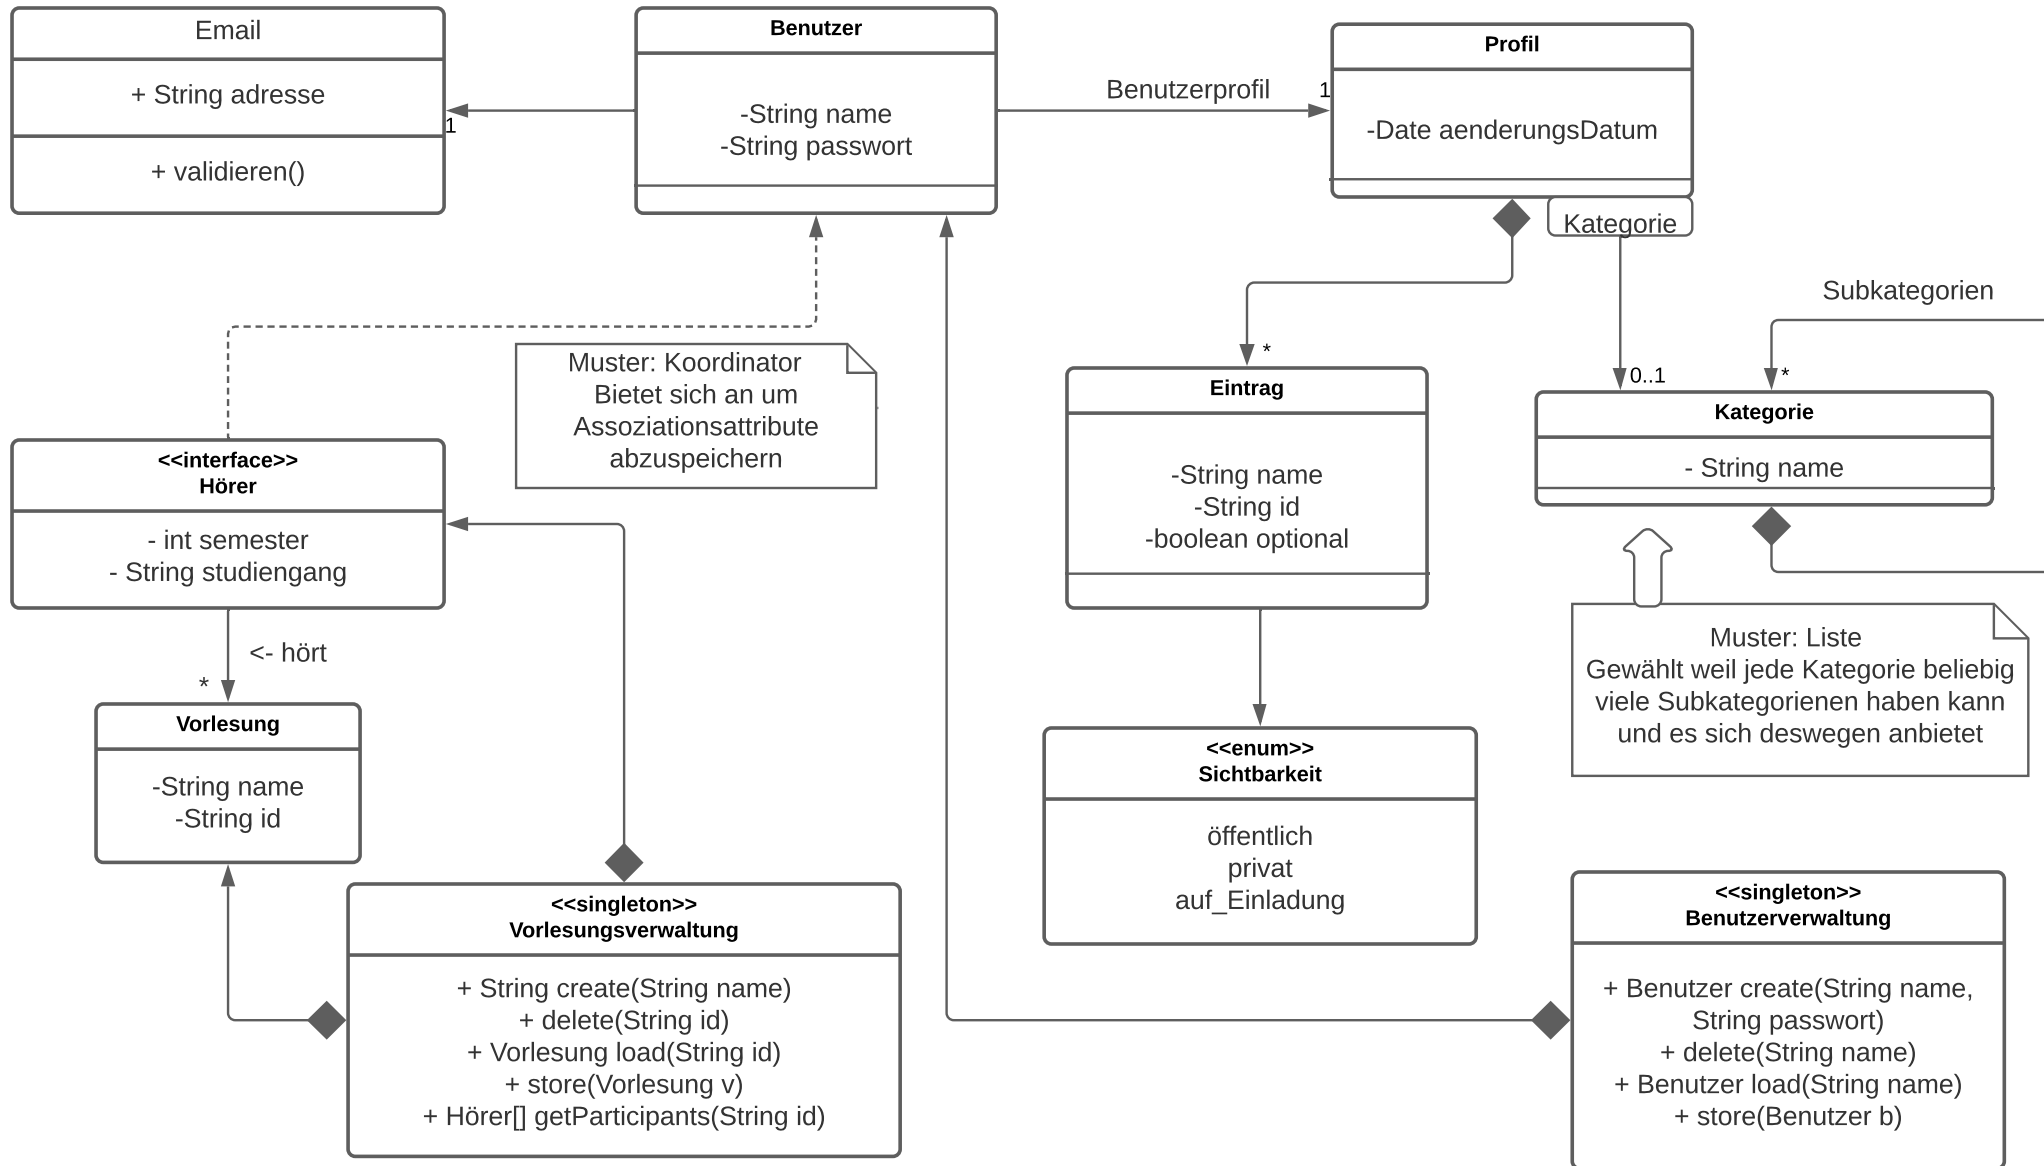 Email
+ String adresse
+ validieren()
1
Benutzer
-String name
-String passwort
Benutzerprofil
1
Profil
-Date aenderungsDatum
Kategorie
Subkategorien
0..1
*
Kategorie
- String name
*
Eintrag
-String name
-String id
-boolean optional
Muster: Koordinator
Bietet sich an um
Assoziationsattribute
abzuspeichern
<<interface>>
Hörer
- int semester
- String studiengang
<- hört
*
Vorlesung
-String name
-String id
Muster: Liste
Gewählt weil jede Kategorie beliebig
viele Subkategorienen haben kann
und es sich deswegen anbietet
<<enum>>
Sichtbarkeit
öffentlich
privat
auf_Einladung
<<singleton>>
Vorlesungsverwaltung
+ String create(String name)
+ delete(String id)
+ Vorlesung load(String id)
+ store(Vorlesung v)
+ Hörer[] getParticipants(String id)
<<singleton>>
Benutzerverwaltung
+ Benutzer create(String name,
String passwort)
+ delete(String name)
+ Benutzer load(String name)
+ store(Benutzer b)